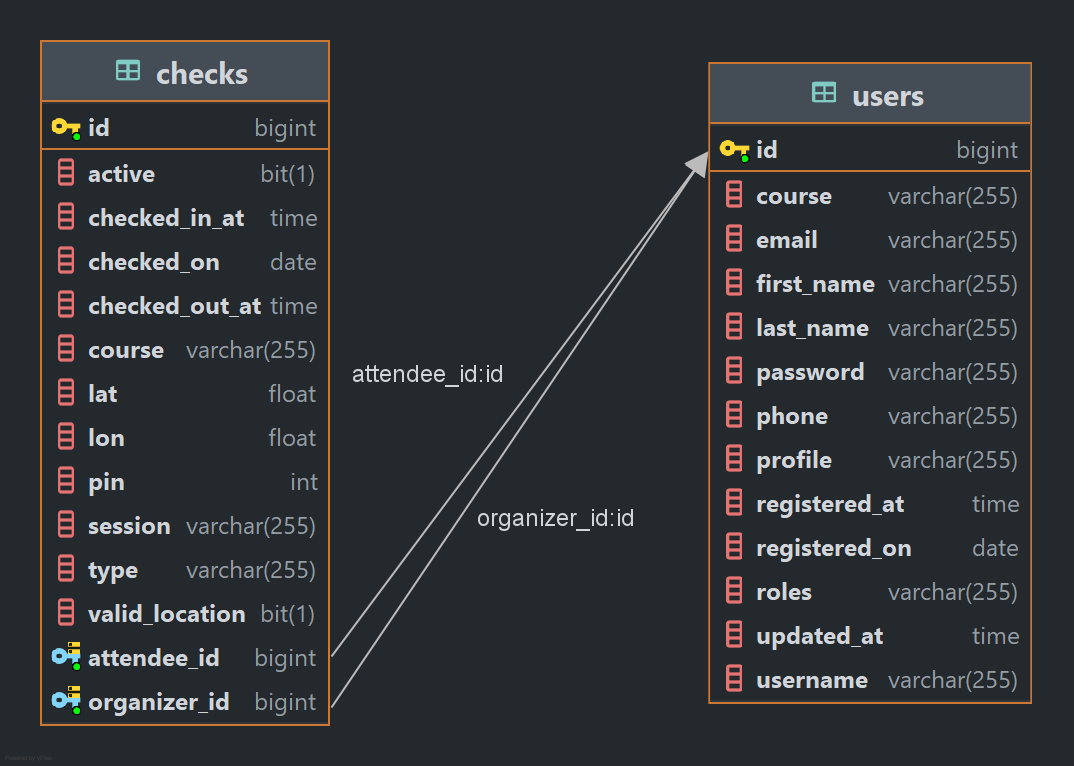 checks
id bigint
active bit(1)
checked_in_at time
checked_on date
checked_out_at time
course varchar(255)
lat float
lon float
pin int
session varchar(255)
type varchar(255)
valid_location bit(1)
attendee_id bigint
organizer_id bigint
attendee_id:id
organizer_id:id
users
id bigint
course varchar(255)
email varchar(255)
first_name varchar(255)
last_name varchar(255)
password varchar(255)
phone varchar(255)
profile varchar(255)
registered_at time
registered_on date
roles varchar(255)
updated_at time
username varchar(255)
Powered by yFiles